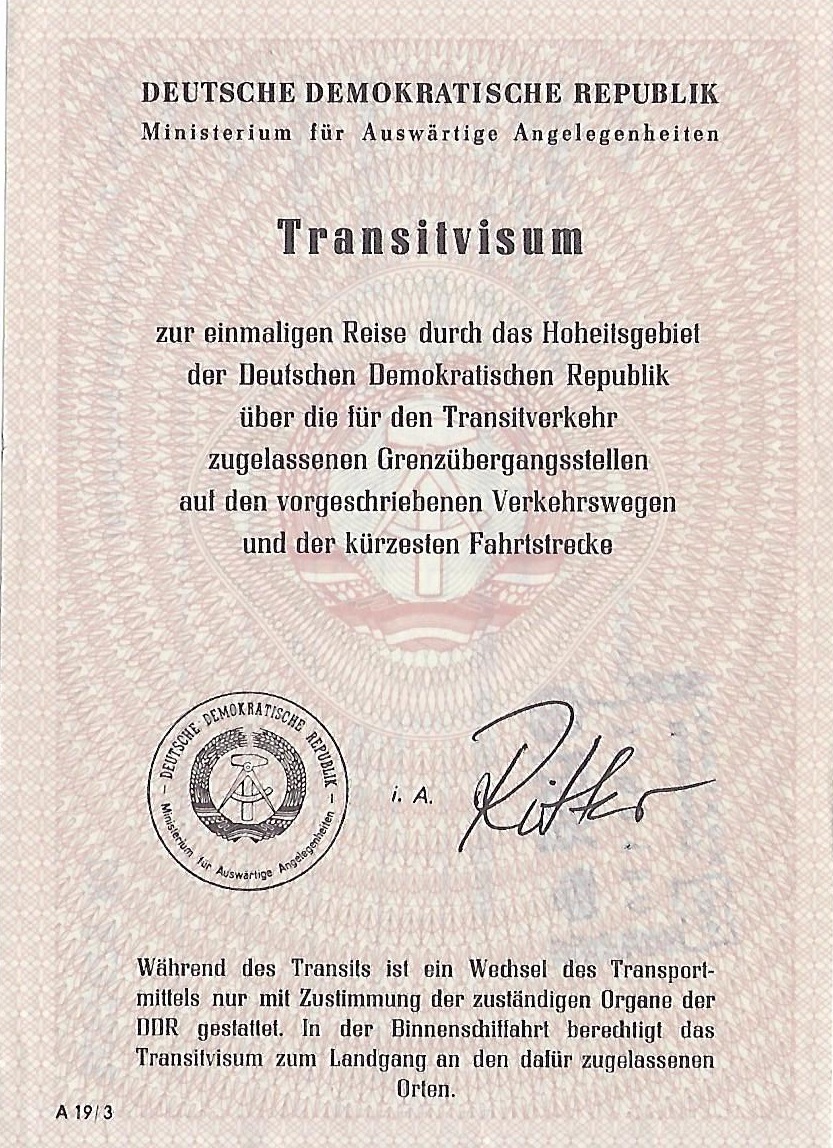 DEUTSCHE DEMOKRATISCHE REPUBLIK
Ministerium für Auswärtige Angelegenheiten
Transitvisum
zur einmaligen Reise durch das Hoheitsgebiet
der Deutschen Demokratischen Republik
über die für den Transitverkehr
zugelassenen Grenzübergangsstellen
auf den vorgeschriebenen Verkehrswegen
und der kürzesten Fahrtstrecke
DEUTSCHE DEMOKRATISCHE REPUBLIK
Ministerium für Auswärtige Angelegenheiten
i. A. Ritter
Während des Transits ist ein Wechsel des Transport-
mittels nur mit Zustimmung der zuständigen Organe der
DDR gestattet. In der Binnenschiffahrt berechtigt das
Transitvisum zum Landgang an den dafür zugelassenen
Orten.
A 19/3